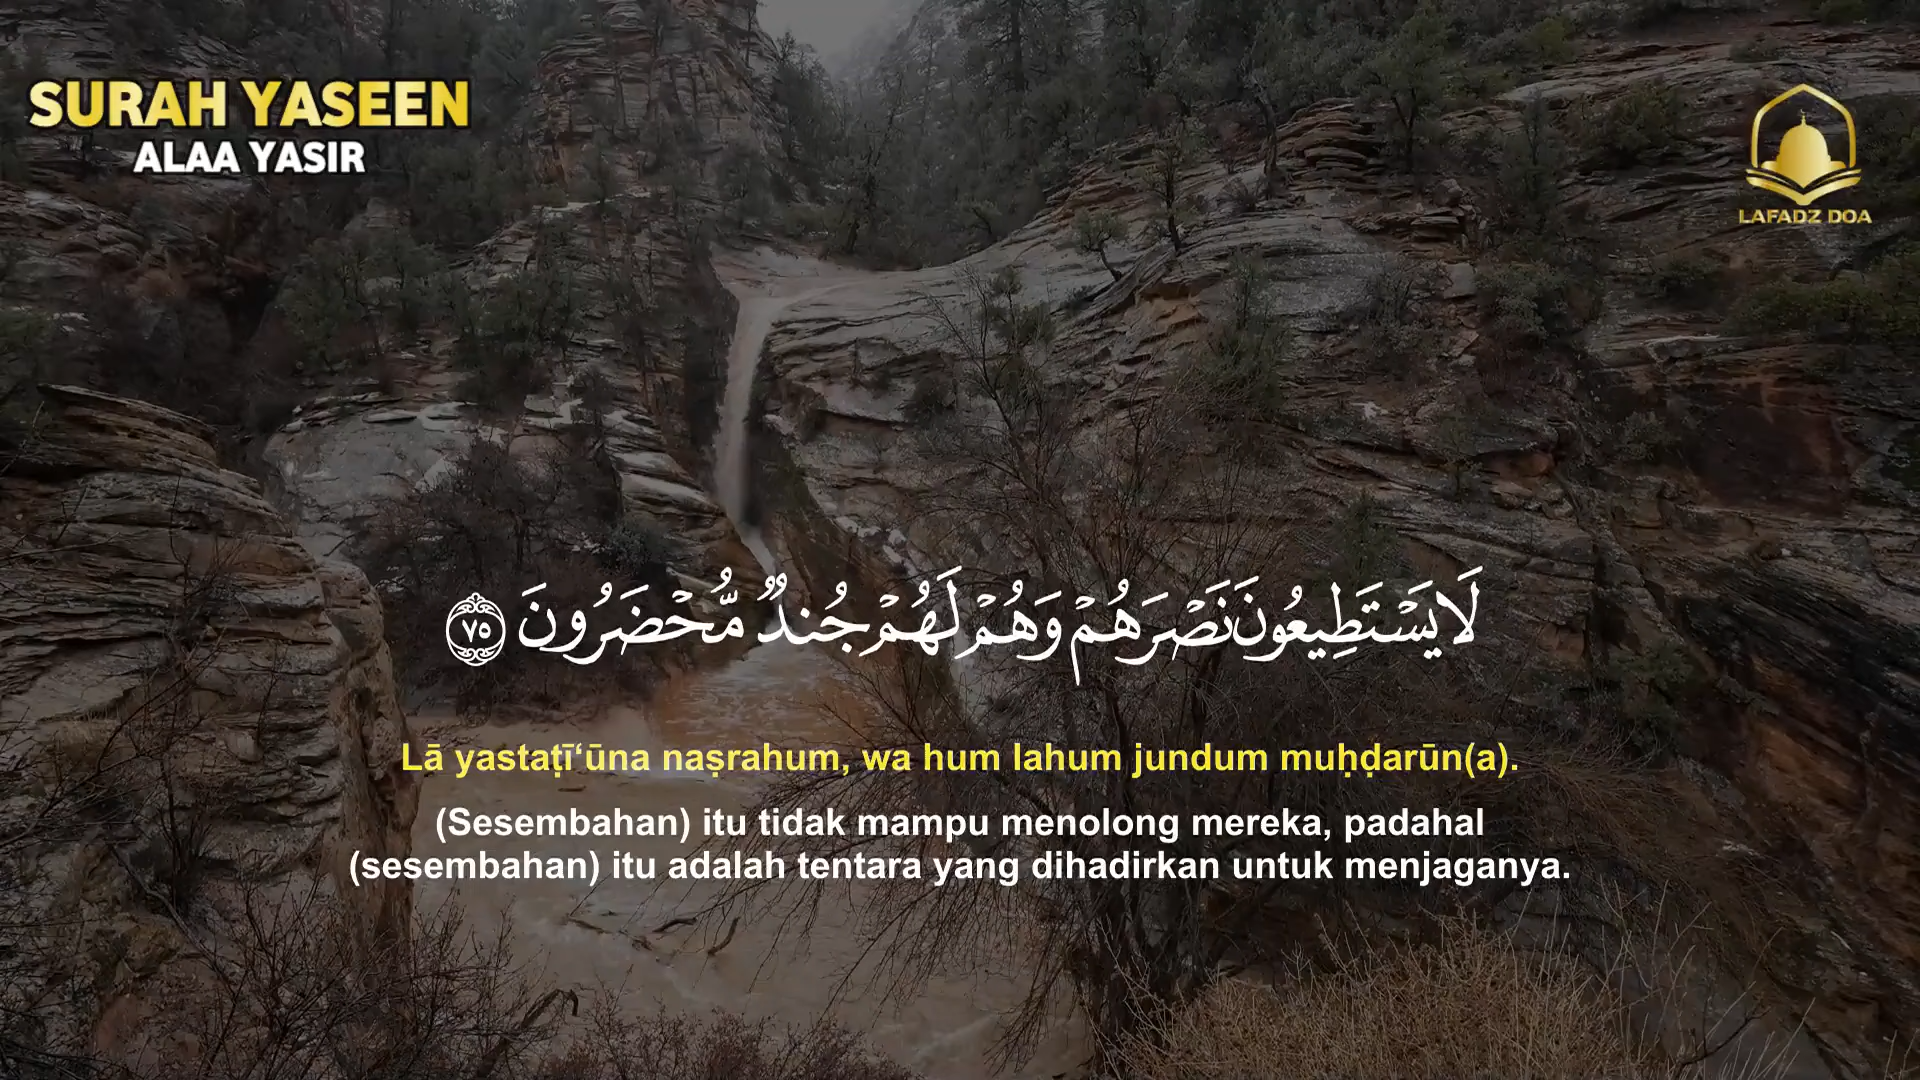 SURAH YASEEN
ALAA YASIR
LAFADZ DOA
لَا يَسْتَطِيعُونَ نَصْرَهُمْ وَهُمْ لَهُمْ جُندٌ مُّحْضَرُونَ ٧٥
Lā yastaṭī‘ūna naṣrahum, wa hum lahum jundum muḥḍarūn(a).
(Sesembahan) itu tidak mampu menolong mereka, padahal
(sesembahan) itu adalah tentara yang dihadirkan untuk menjaganya.